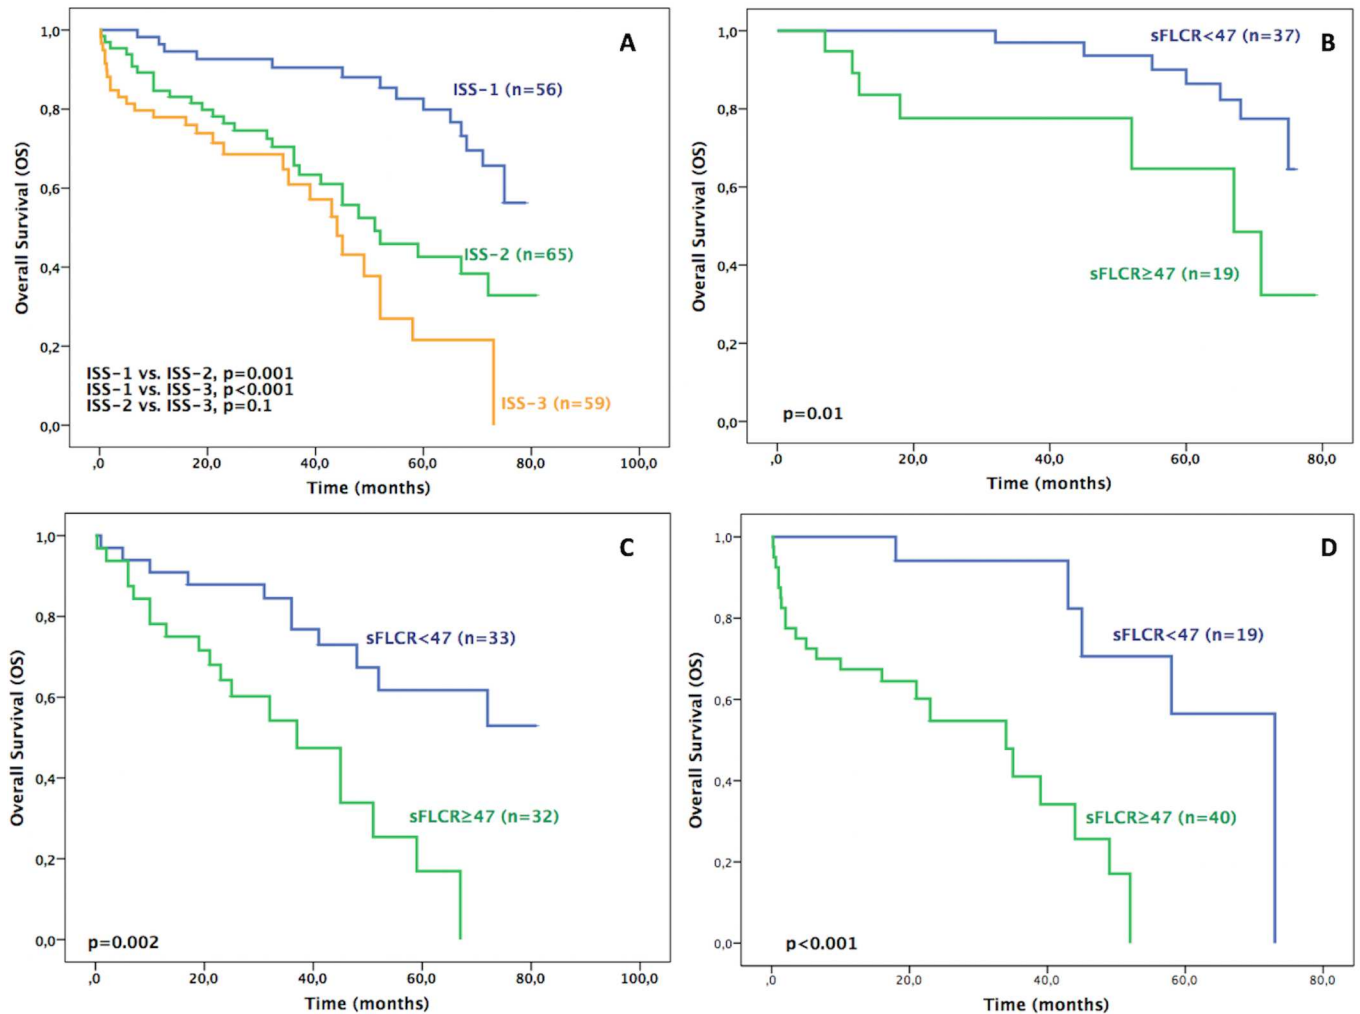 A
1,0
0,8
0,6
0,4
0,2
0,0
Overall Survival (OS)
ISS-1 (n=56)
ISS-2 (n=65)
ISS-3 (n=59)
ISS-1 vs. ISS-2, p=0.001
ISS-1 vs. ISS-3, p<0.001
ISS-2 vs. ISS-3, p=0.1
,0 20,0 40,0 60,0 80,0 100,0
Time (months)
B
1,0
0,8
0,6
0,4
0,2
0,0
Overall Survival (OS)
sFLCR<47 (n=37)
sFLCR≥47 (n=19)
p=0.01
,0 20,0 40,0 60,0 80,0
Time (months)
C
1,0
0,8
0,6
0,4
0,2
0,0
Overall Survival (OS)
sFLCR<47 (n=33)
sFLCR≥47 (n=32)
p=0.002
,0 20,0 40,0 60,0 80,0 100,0
Time (months)
D
1,0
0,8
0,6
0,4
0,2
0,0
Overall Survival (OS)
sFLCR<47 (n=19)
sFLCR≥47 (n=40)
p<0.001
,0 20,0 40,0 60,0 80,0
Time (months)